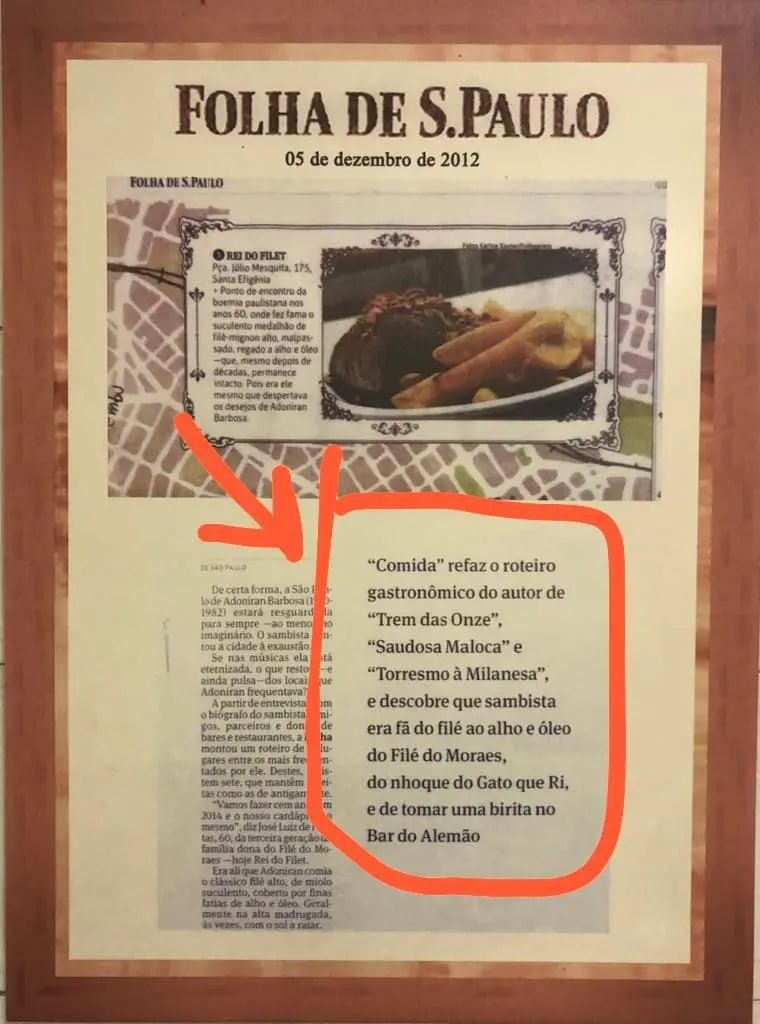 FOLHA DE S.PAULO
05 de dezembro de 2012
FOLHA DE S.PAULO
REI DO FILET
Pça. Júlio Mesquita, 175,
Santa Efigênia
Ponto de encontro da
boemia paulistana nos
anos 60, onde fez fama o
suculento medalhão de
filé-mignon alto, malpas-
sado, regado a alho e óleo
—que, mesmo depois de
décadas, permanece
intacto. Pois era ele
mesmo que despertava
os desejos de Adoniran
Barbosa.
DE SÃO PAULO
De certa forma, a São
lo de Adoniran Barbosa
1982) estará resguar
para sempre —ao meno
imaginário. O sambista
tou a cidade à exaustão.
Se nas músicas ela
eternizada, o que resto
ainda pulsa—dos locai que
Adoniran frequentava?
A partir de entrevista com
o biógrafo do sambista,
gos, parceiros e don de
bares e restaurantes, a
montou um roteiro de
gares entre os mais fre
tados por ele. Destes,
tem sete, que mantêm
tas como as de antigam
“Vamos fazer cem an
2014 e o nosso cardáp
mesmo”, diz José Luiz de
tas, 60, da terceira geração
família dona do Filé do Mo-
raes —hoje Rei do Filet.
Era ali que Adoniran comia
o clássico filé alto, de miolo
suculento, coberto por finas
fatias de alho e óleo. Geral-
mente na alta madrugada,
às vezes, com o sol a raiar.
“Comida” refaz o roteiro
gastronômico do autor de
“Trem das Onze”,
“Saudosa Maloca” e
“Torresmo à Milanesa”,
e descobre que sambista
era fã do filé ao alho e óleo
do Filé do Moraes,
do nhoque do Gato que Ri,
e de tomar uma birita no
Bar do Alemão